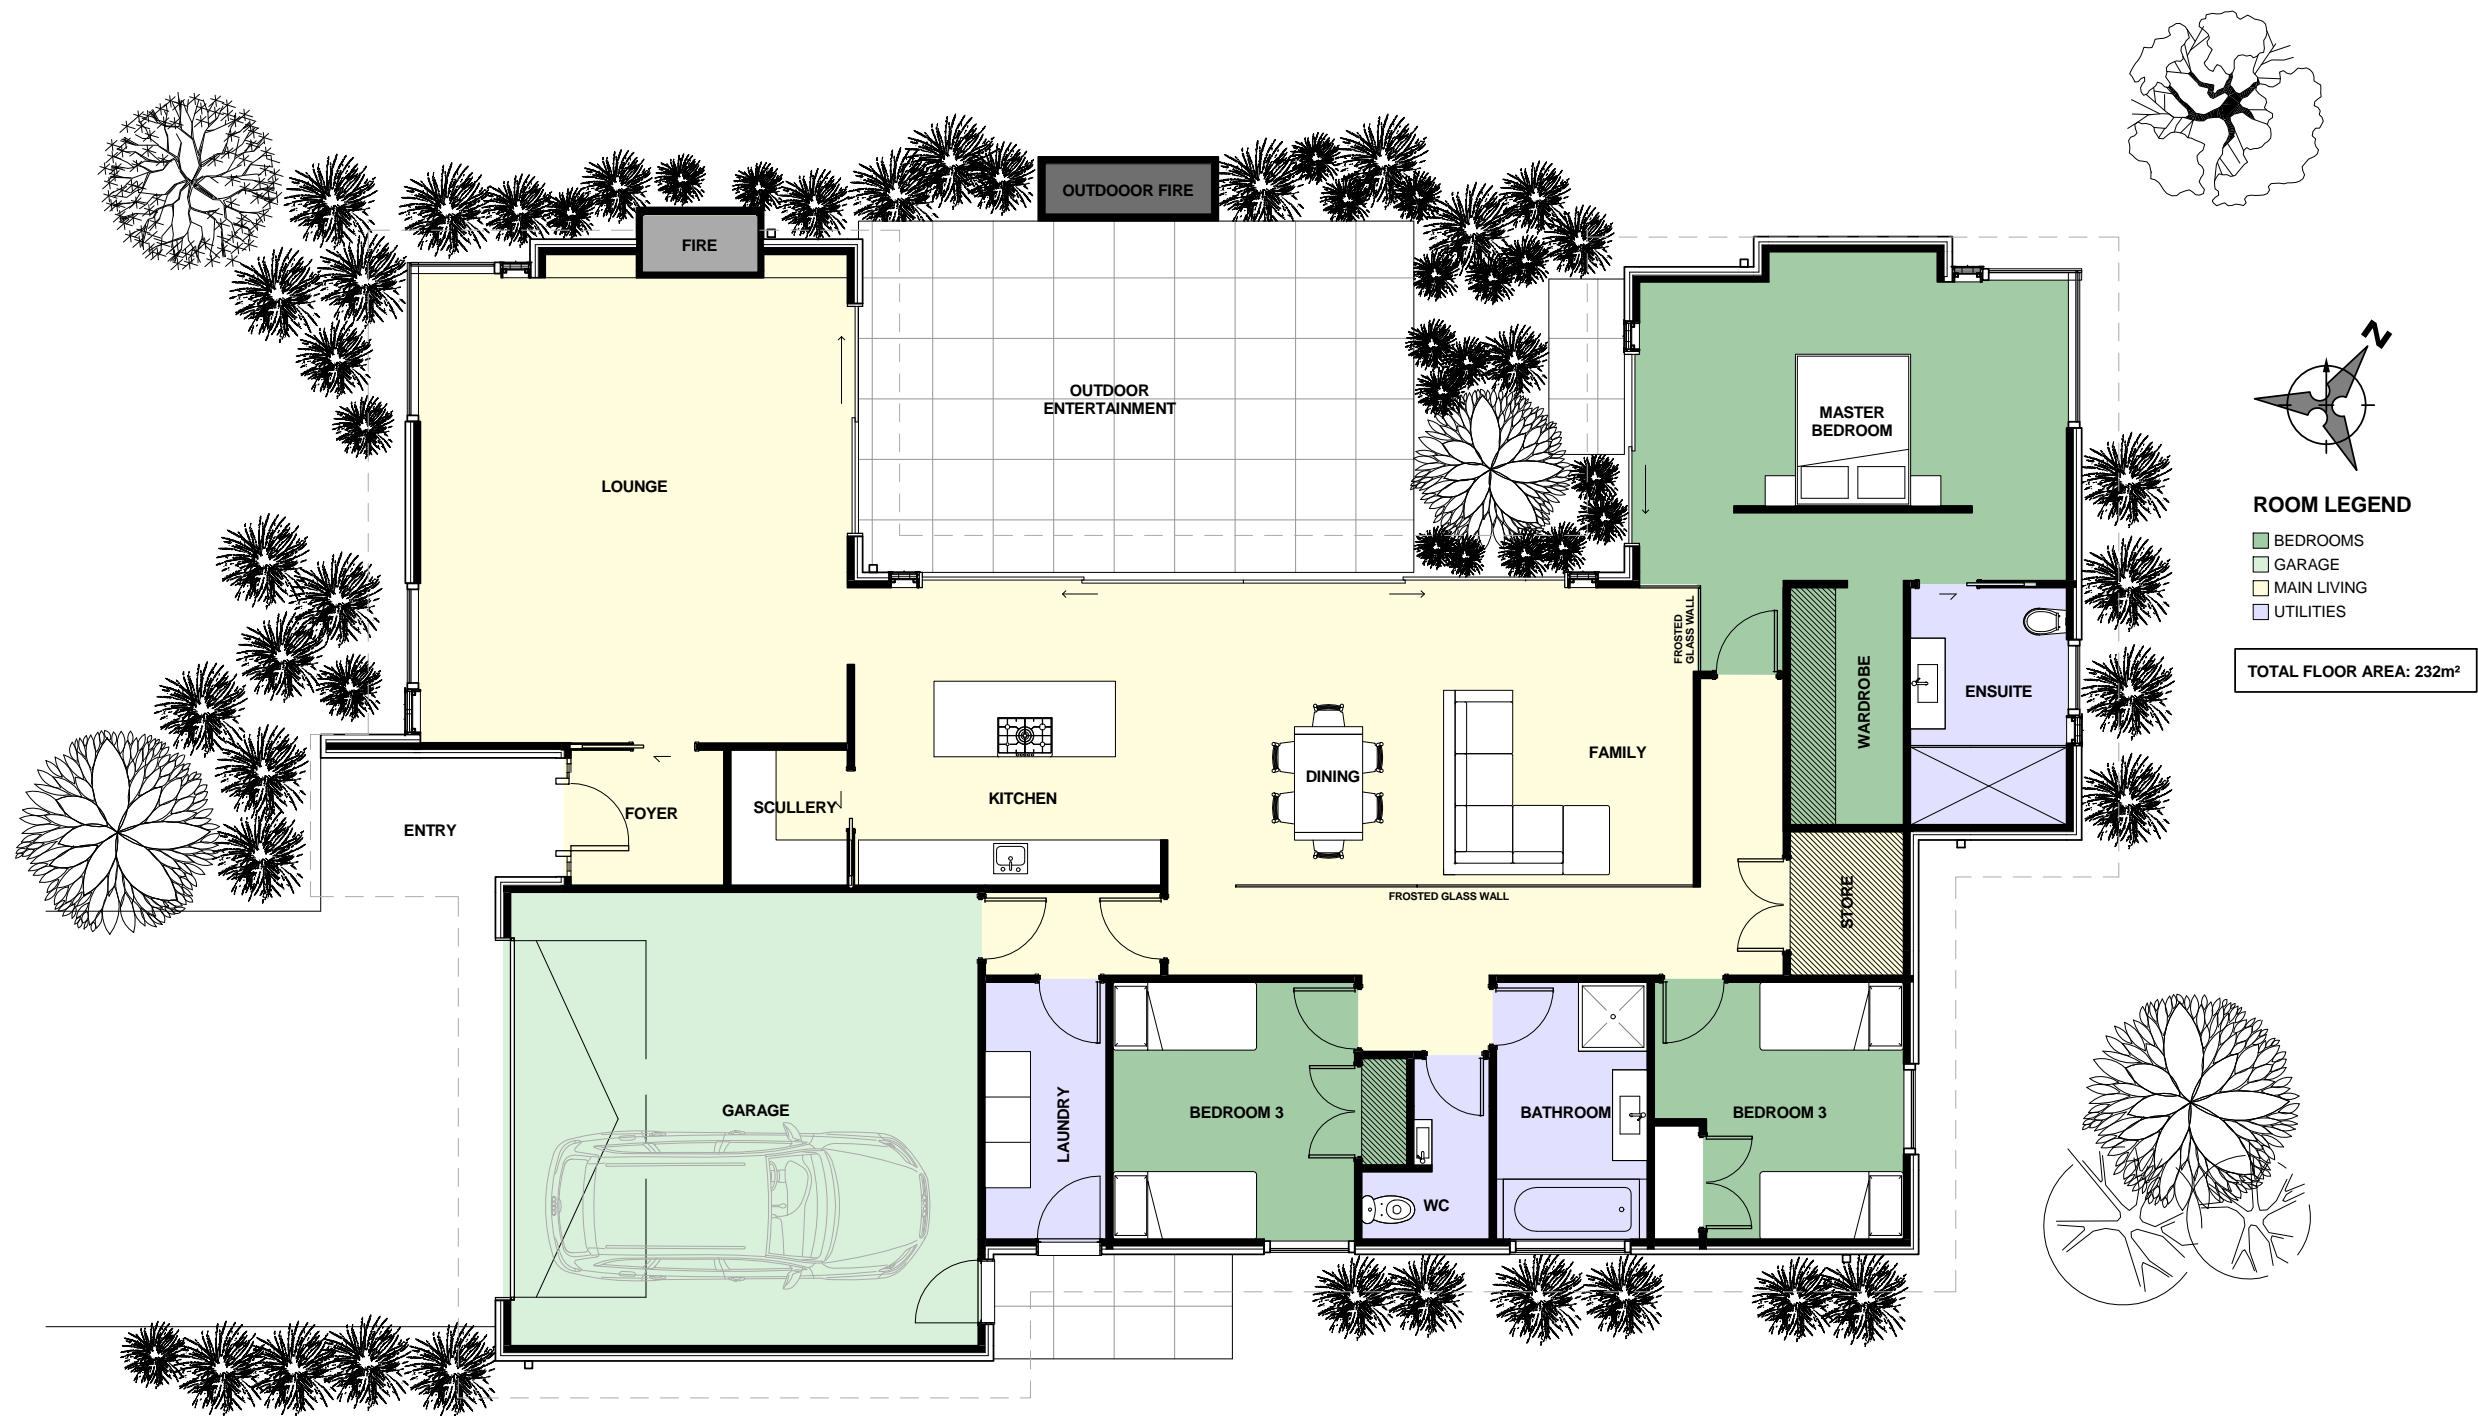 OUTDOOOR FIRE
FIRE
N
OUTDOOR
ENTERTAINMENT
MASTER
BEDROOM
LOUNGE
ROOM LEGEND
BEDROOMS
GARAGE
MAIN LIVING
UTILITIES
TOTAL FLOOR AREA: 232m²
FROSTED
GLASS WALL
WARDROBE
ENSUITE
FAMILY
DINING
KITCHEN
SCULLERY
FOYER
ENTRY
FROSTED GLASS WALL
STORE
GARAGE
LAUNDRY
BEDROOM 3
BATHROOM
BEDROOM 3
WC